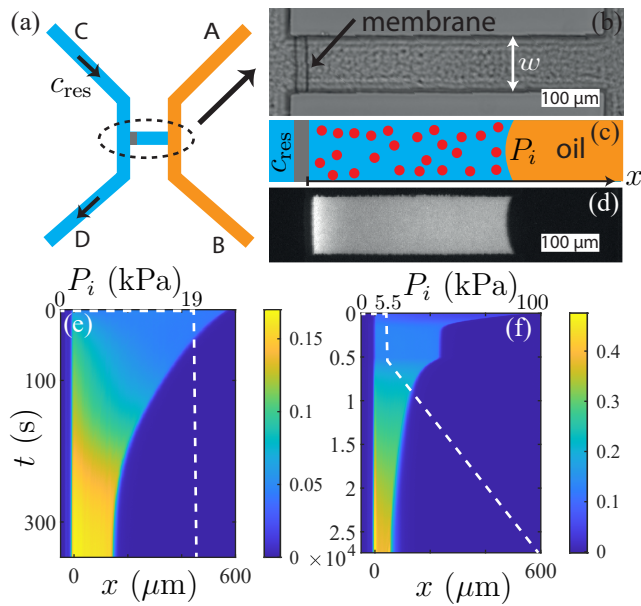 (a)
C
A
c_res
D
B
(b)
membrane
w
100 μm
(c)
c_res
P_i
oil
x
(d)
100 μm
P_i (kPa)
0
19
(e)
0
100
300
t (s)
0
600
x (μm)
0.15
0.1
0.05
0
P_i (kPa)
0
5.5
100
(f)
0
0.5
1
1.5
2
2.5
×10⁴
0
600
x (μm)
0.4
0.3
0.2
0.1
0